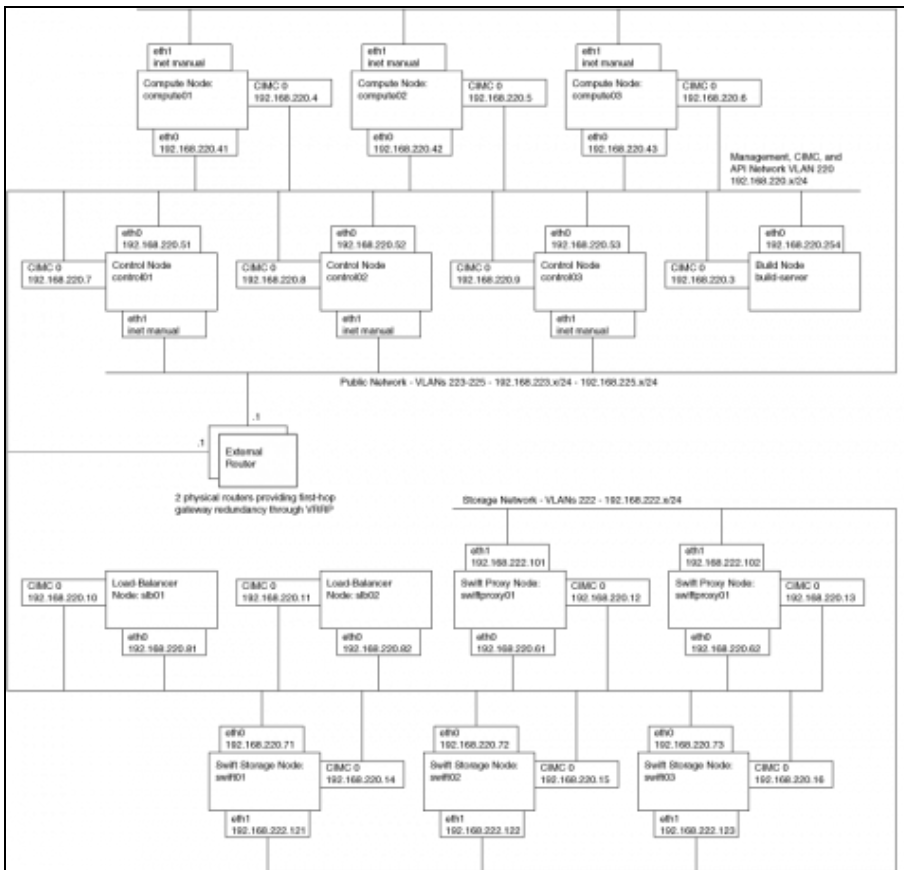 eth1
inet manual
eth1
inet manual
eth1
inet manual
Compute Node:
compute01
CIMC 0
192.168.220.4
Compute Node:
compute02
CIMC 0
192.168.220.5
Compute Node:
compute03
CIMC 0
192.168.220.6
eth0
192.168.220.41
eth0
192.168.220.42
eth0
192.168.220.43
Management, CIMC, and
API Network VLAN 220
192.168.220.x/24
eth0
192.168.220.51
eth0
192.168.220.52
eth0
192.168.220.53
eth0
192.168.220.254
CIMC 0
192.168.220.7
Control Node
control01
CIMC 0
192.168.220.8
Control Node
control02
CIMC 0
192.168.220.9
Control Node
control03
CIMC 0
192.168.220.3
Build Node
build-server
eth1
inet manual
eth1
inet manual
eth1
inet manual
Public Network - VLANs 223-225 - 192.168.223.x/24 - 192.168.225.x/24
.1
.1
External
Router
2 physical routers providing first-hop
gateway redundancy through VRRP
Storage Network - VLANs 222 - 192.168.222.x/24
eth1
192.168.222.101
eth1
192.168.222.102
CIMC 0
192.168.220.10
Load-Balancer
Node: slb01
CIMC 0
192.168.220.11
Load-Balancer
Node: slb02
Swift Proxy Node:
swiftproxy01
CIMC 0
192.168.220.12
Swift Proxy Node:
swiftproxy01
CIMC 0
192.168.220.13
eth0
192.168.220.81
eth0
192.168.220.82
eth0
192.168.220.61
eth0
192.168.220.62
eth0
192.168.220.71
eth0
192.168.220.72
eth0
192.168.220.73
Swift Storage Node:
swift01
CIMC 0
192.168.220.14
Swift Storage Node:
swift02
CIMC 0
192.168.220.15
Swift Storage Node:
swift03
CIMC 0
192.168.220.16
eth1
192.168.222.121
eth1
192.168.222.122
eth1
192.168.222.123